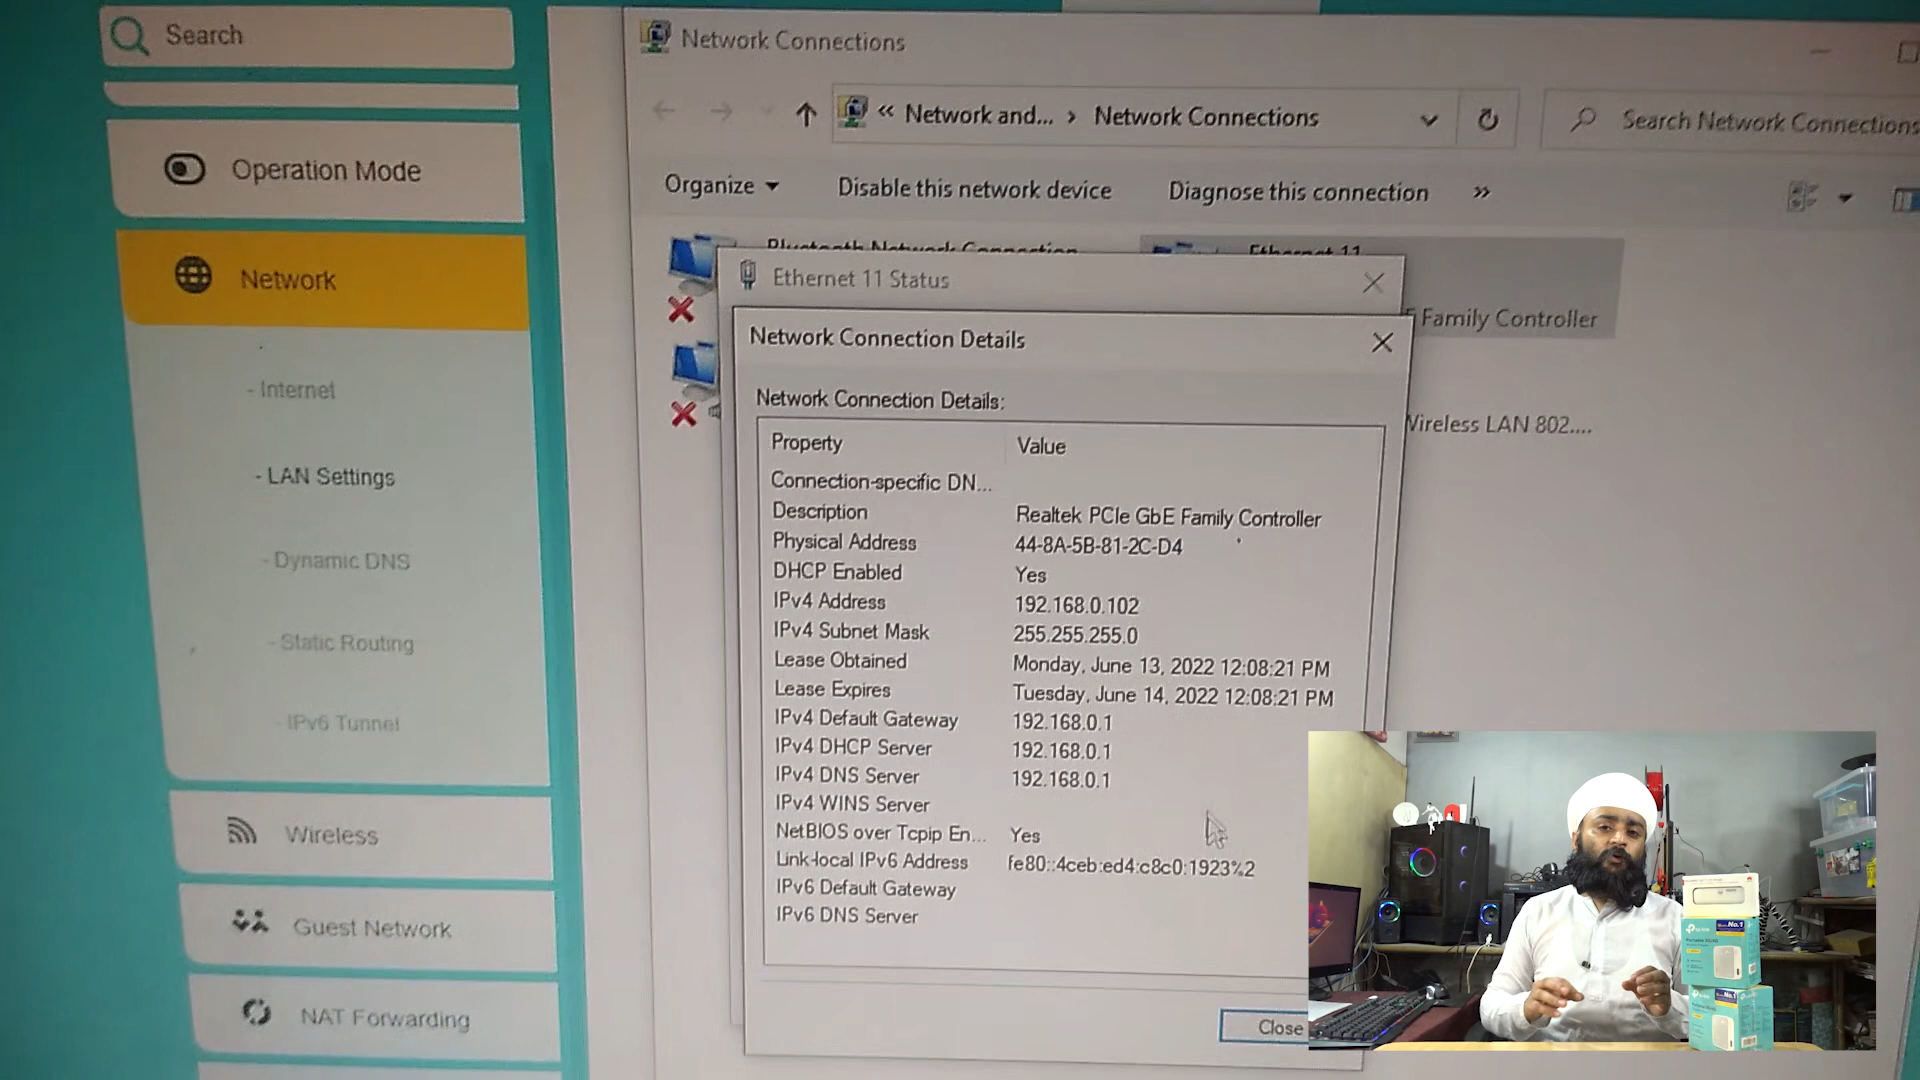 Search
Operation Mode
Network
- Internet
- LAN Settings
- Dynamic DNS
- Static Routing
- IPv6 Tunnel
Wireless
Guest Network
NAT Forwarding
Network Connections
« Network and... › Network Connections
Search Network Connections
Organize
Disable this network device
Diagnose this connection
»
Bluetooth Network Connection
Ethernet 11
Family Controller
Wireless LAN 802....
Ethernet 11 Status
Network Connection Details
Network Connection Details:
Property Value
Connection-specific DN...
Description Realtek PCIe GbE Family Controller
Physical Address 44-8A-5B-81-2C-D4
DHCP Enabled Yes
IPv4 Address 192.168.0.102
IPv4 Subnet Mask 255.255.255.0
Lease Obtained Monday, June 13, 2022 12:08:21 PM
Lease Expires Tuesday, June 14, 2022 12:08:21 PM
IPv4 Default Gateway 192.168.0.1
IPv4 DHCP Server 192.168.0.1
IPv4 DNS Server 192.168.0.1
IPv4 WINS Server
NetBIOS over Tcpip En... Yes
Link-local IPv6 Address fe80::4ceb:ed4:c8c0:1923%2
IPv6 Default Gateway
IPv6 DNS Server
Close
No.1